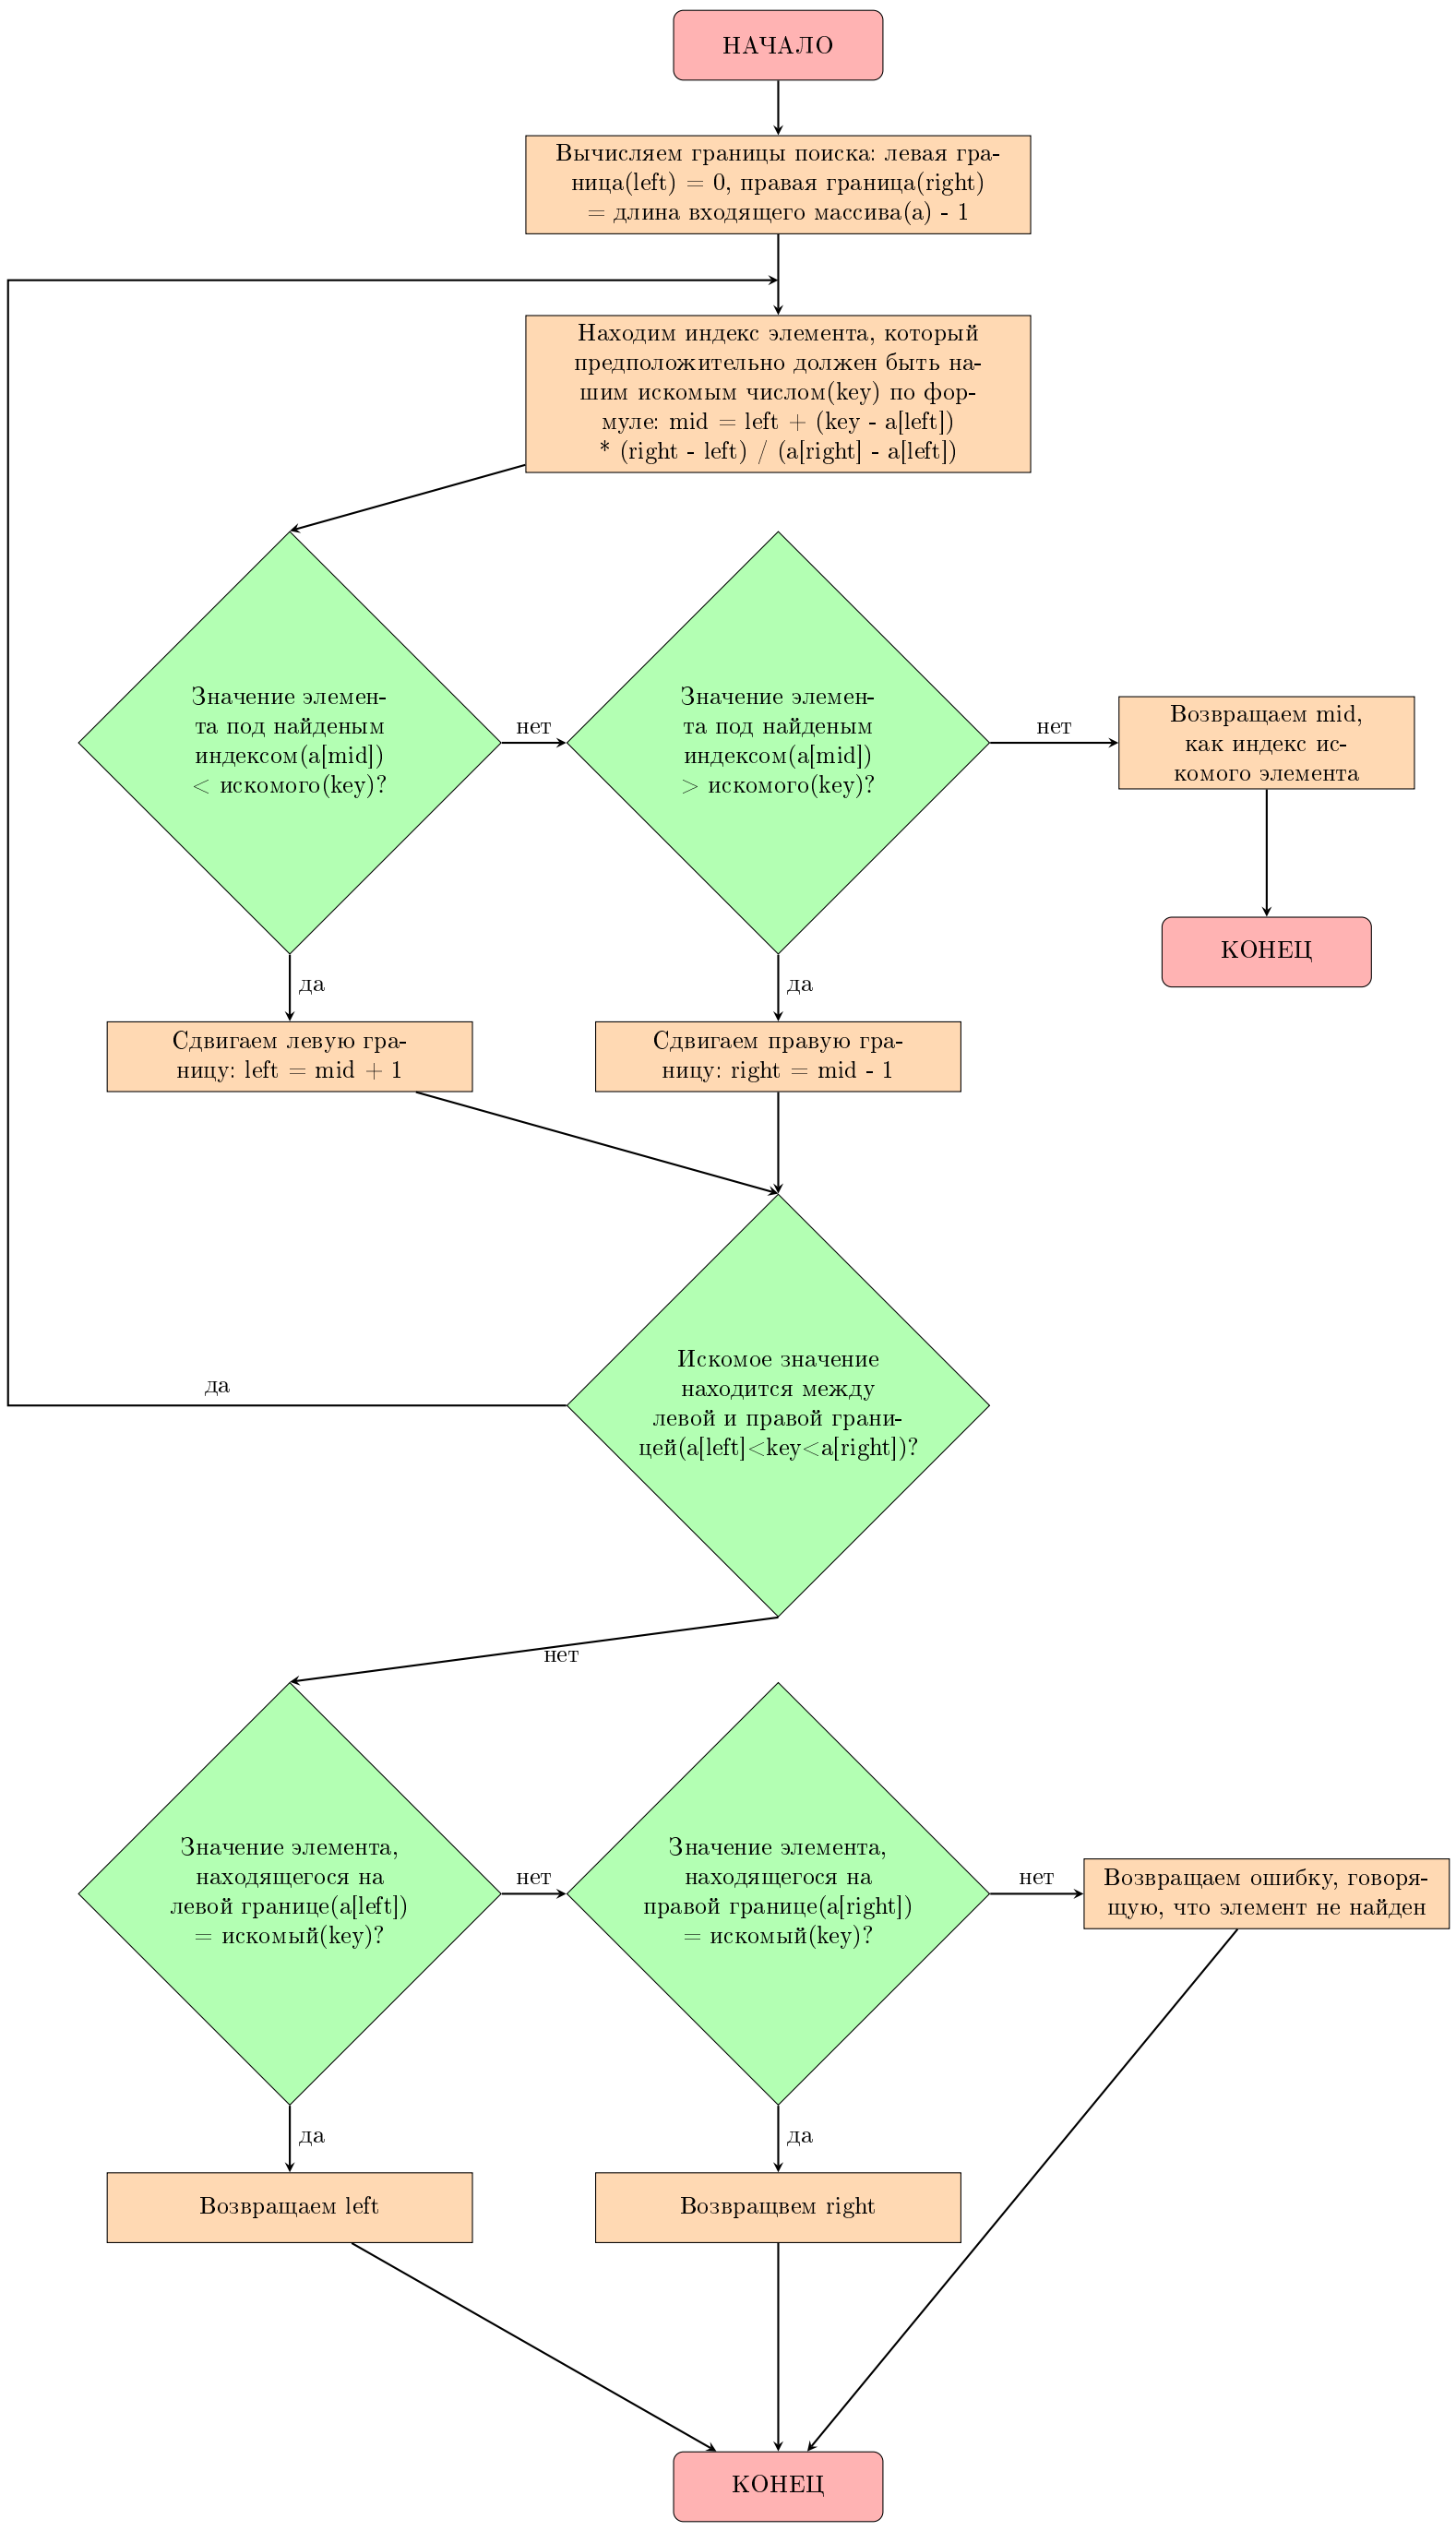 НАЧАЛО
Вычисляем границы поиска: левая гра-
ница(left) = 0, правая граница(right)
= длина входящего массива(a) - 1
Находим индекс элемента, который
предположительно должен быть на-
шим искомым числом(key) по фор-
муле: mid = left + (key - a[left])
* (right - left) / (a[right] - a[left])
Значение элемен-
та под найденым
индексом(a[mid])
< искомого(key)?
нет
Значение элемен-
та под найденым
индексом(a[mid])
> искомого(key)?
нет
Возвращаем mid,
как индекс ис-
комого элемента
КОНЕЦ
да
да
Сдвигаем левую гра-
ницу: left = mid + 1
Сдвигаем правую гра-
ницу: right = mid - 1
Искомое значение
находится между
левой и правой грани-
цей(a[left]<key<a[right])?
да
нет
Значение элемента,
находящегося на
левой границе(a[left])
= искомый(key)?
нет
Значение элемента,
находящегося на
правой границе(a[right])
= искомый(key)?
нет
Возвращаем ошибку, говоря-
щую, что элемент не найден
да
да
Возвращаем left
Возвращвем right
КОНЕЦ